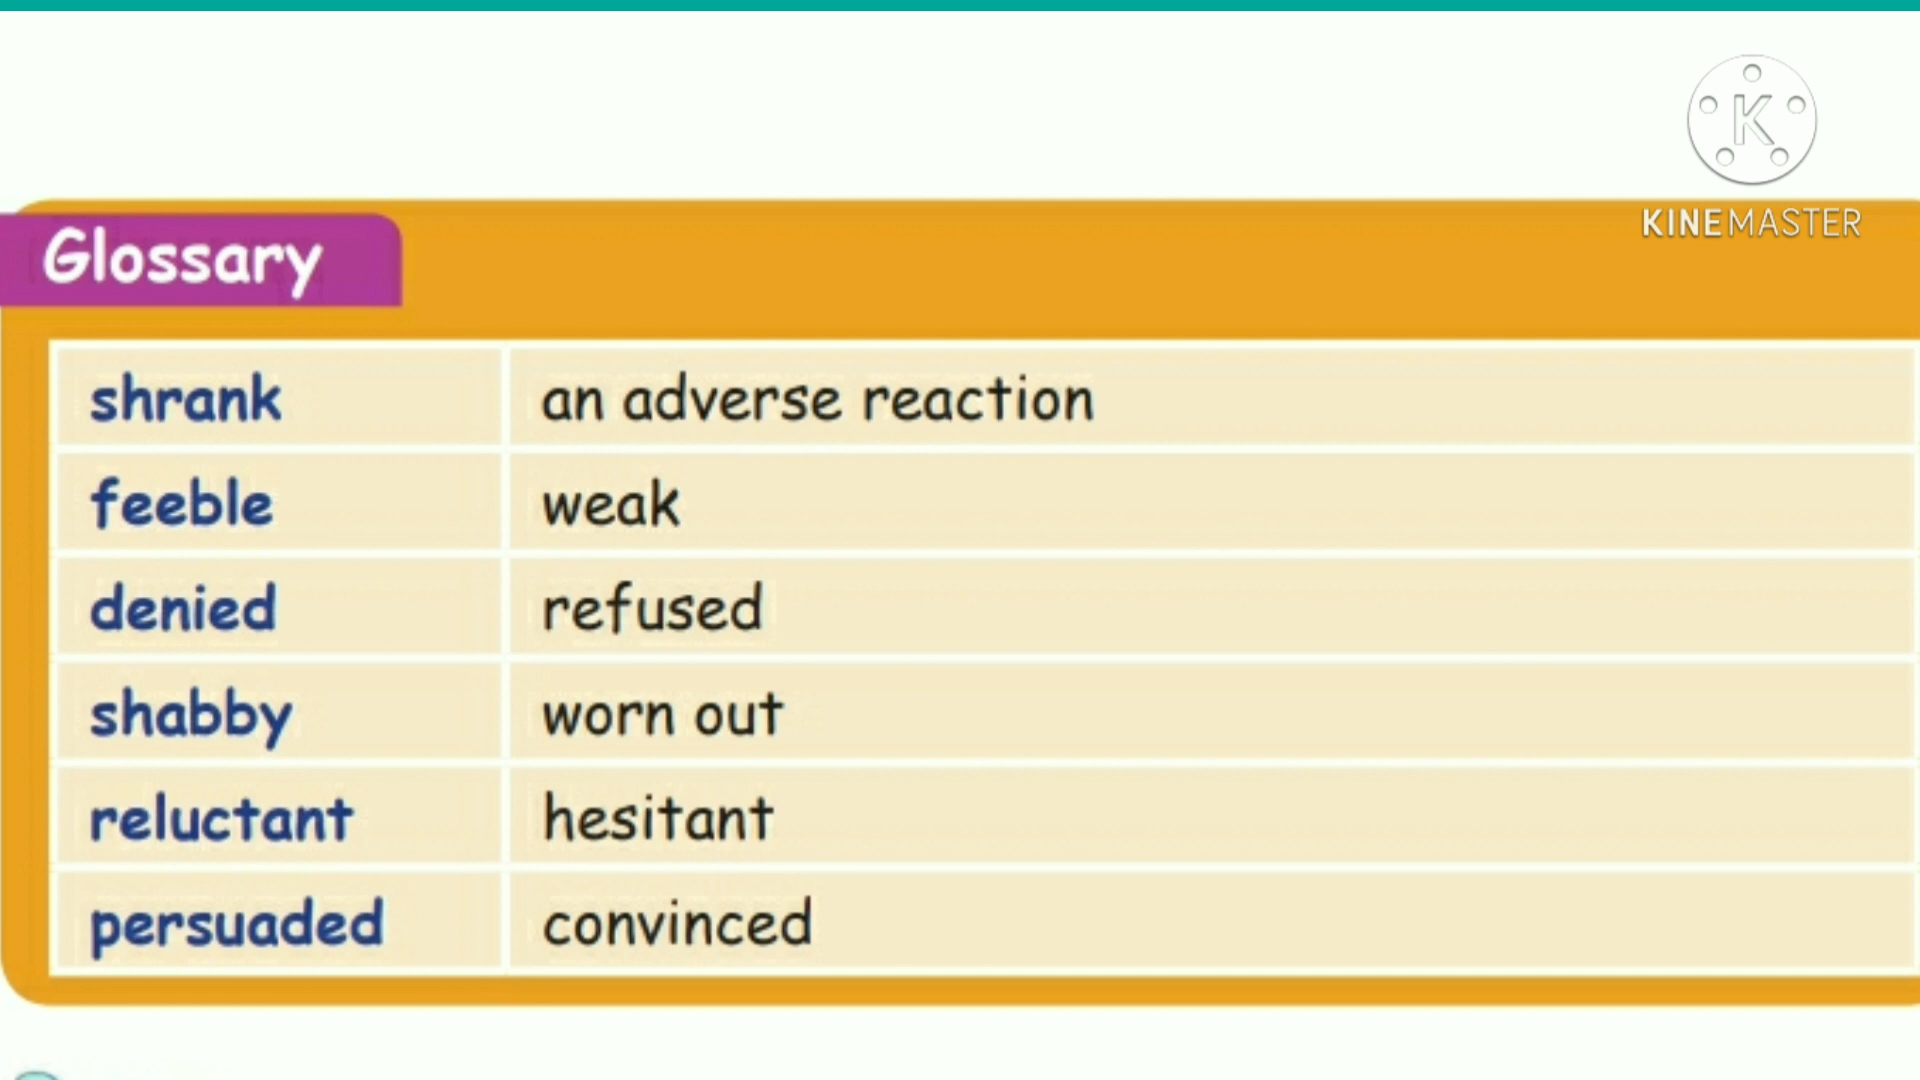 K
KINEMASTER
Glossary
shrank an adverse reaction
feeble weak
denied refused
shabby worn out
reluctant hesitant
persuaded convinced